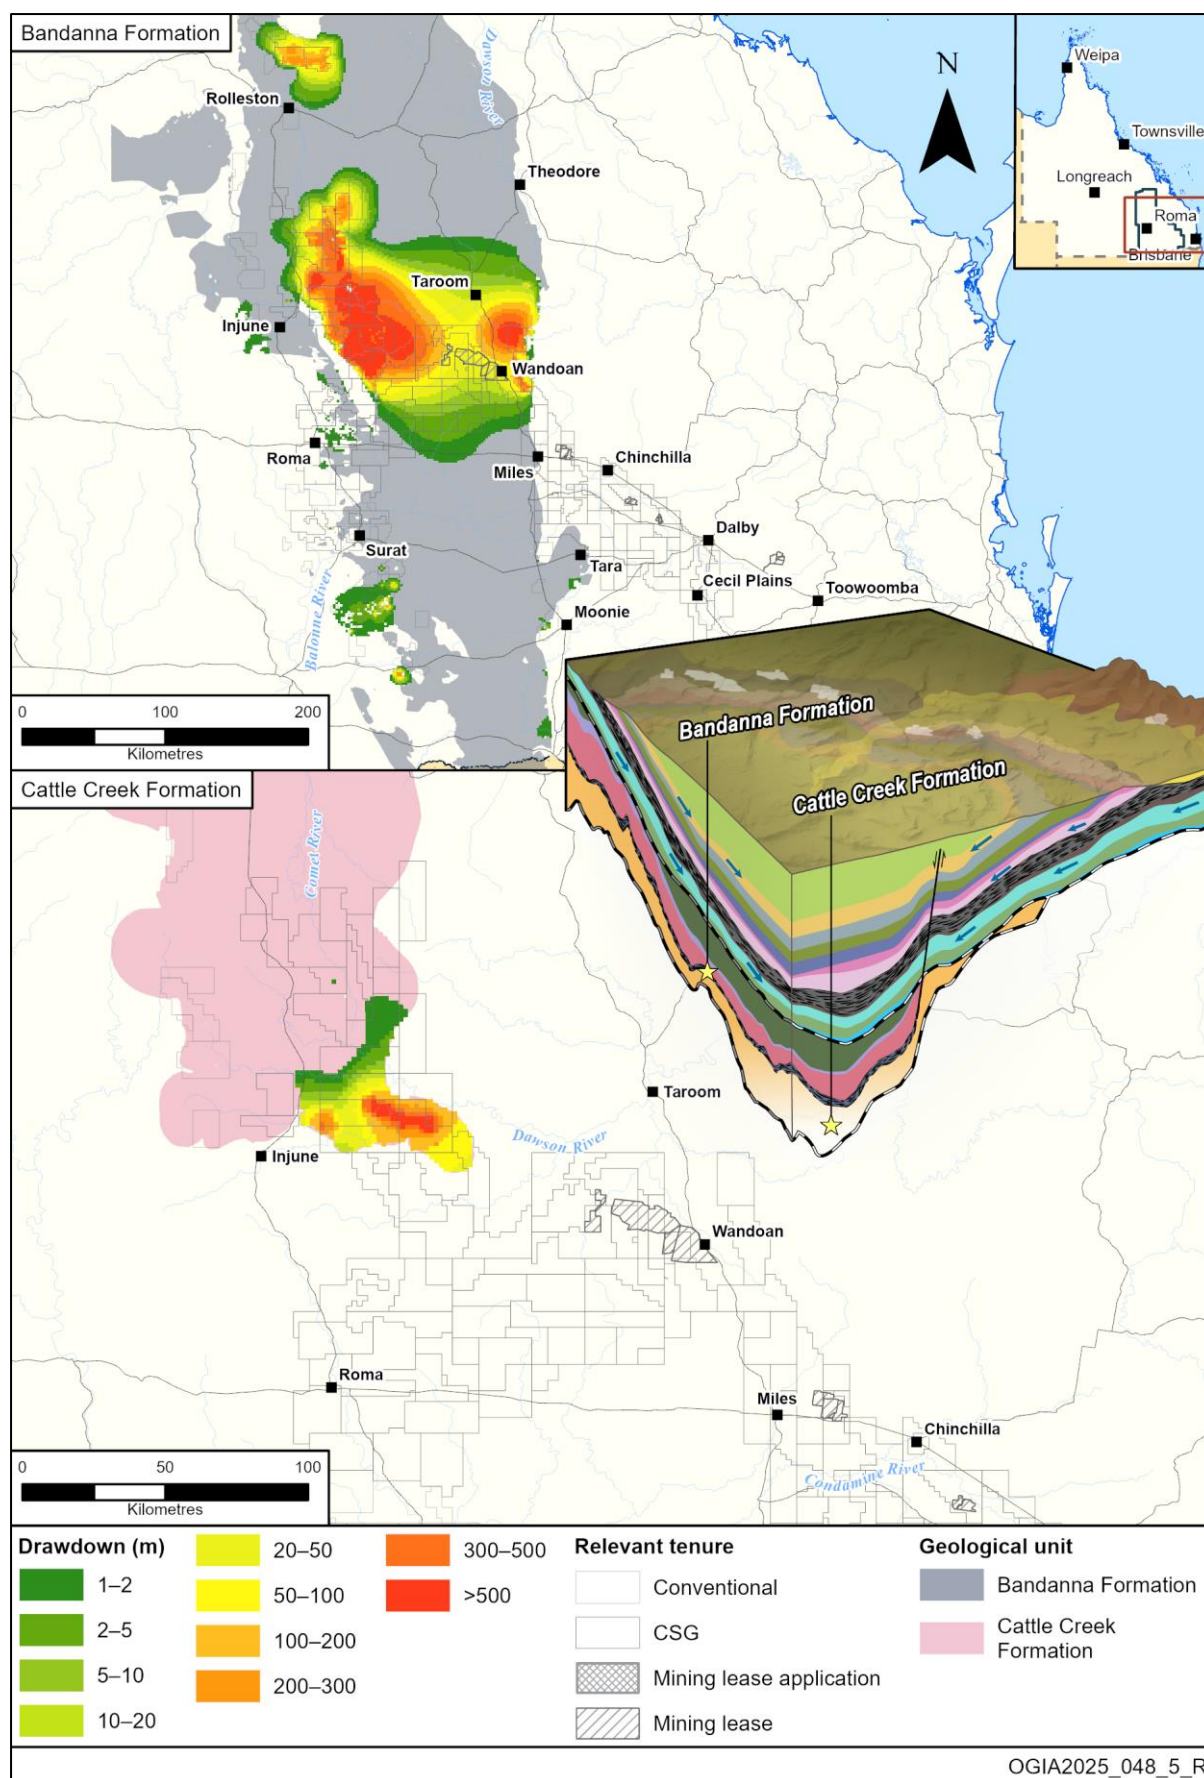 Bandanna Formation
Dawson River
N
Weipa
Townsville
Longreach
Roma
Brisbane
Rolleston
Theodore
Taroom
Injune
Wandoan
Roma
Miles
Chinchilla
Surat
Dalby
Tara
Cecil Plains
Toowoomba
Moonie
Balonne River
0 100 200
Kilometres
Bandanna Formation
Cattle Creek Formation
Cattle Creek Formation
Comet River
Taroom
Dawson River
Injune
Wandoan
Roma
Miles
Chinchilla
Condamine River
0 50 100
Kilometres
Drawdown (m)
1–2
2–5
5–10
10–20
20–50
50–100
100–200
200–300
300–500
>500
Relevant tenure
Conventional
CSG
Mining lease application
Mining lease
Geological unit
Bandanna Formation
Cattle Creek
Formation
OGIA2025_048_5_R